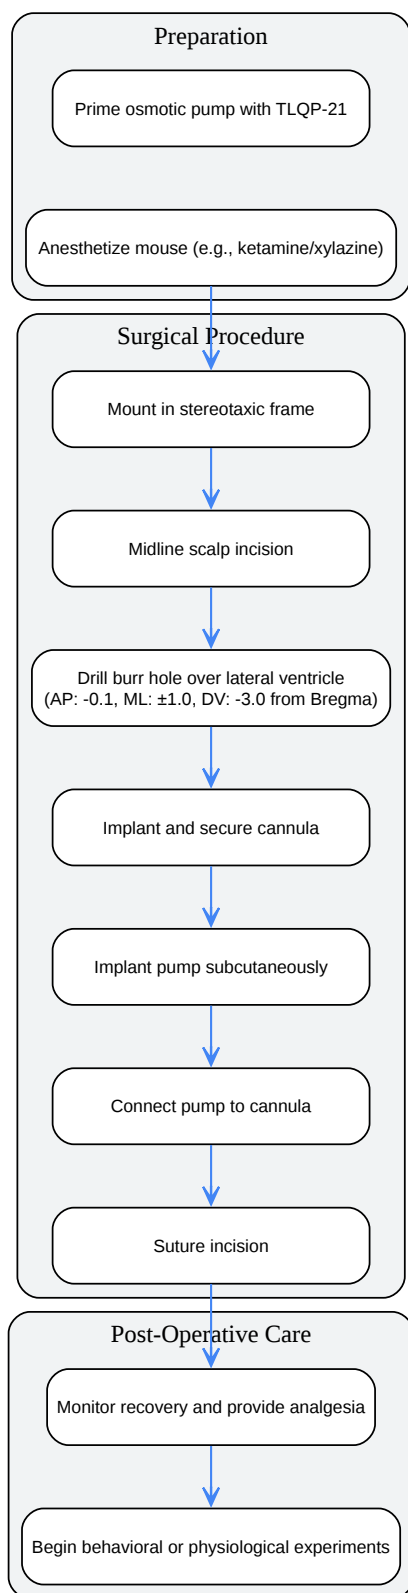 Preparation
Prime osmotic pump with TLQP-21
Anesthetize mouse (e.g., ketamine/xylazine)
Surgical Procedure
Mount in stereotaxic frame
Midline scalp incision
Drill burr hole over lateral ventricle
(AP: -0.1, ML: ±1.0, DV: -3.0 from Bregma)
Implant and secure cannula
Implant pump subcutaneously
Connect pump to cannula
Suture incision
Post-Operative Care
Monitor recovery and provide analgesia
Begin behavioral or physiological experiments